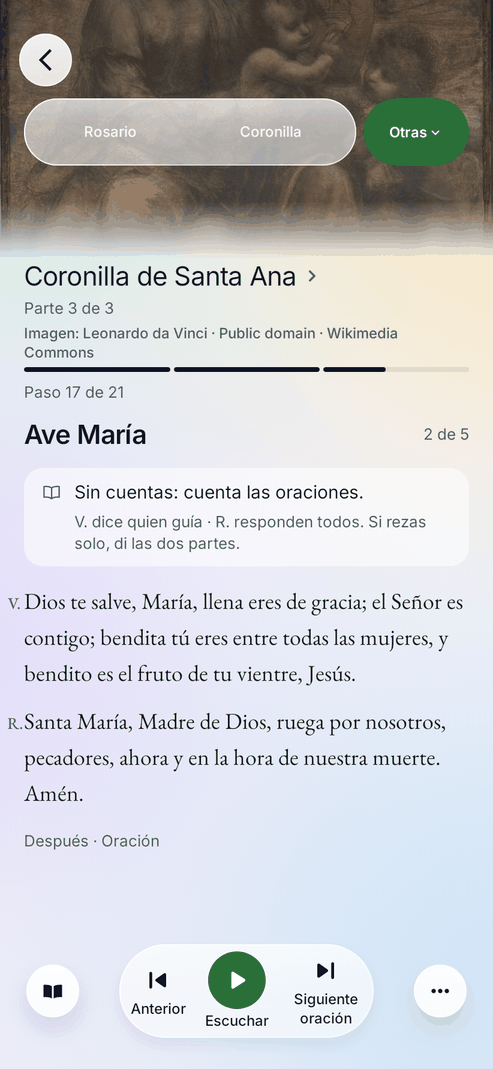 Rosario
Coronilla
Otras
Coronilla de Santa Ana
Parte 3 de 3
Imagen: Leonardo da Vinci · Public domain · Wikimedia
Commons
Paso 17 de 21
Ave María
2 de 5
Sin cuentas: cuenta las oraciones.
V. dice quien guía · R. responden todos. Si rezas
solo, di las dos partes.
V. Dios te salve, María, llena eres de gracia; el Señor es
contigo; bendita tú eres entre todas las mujeres, y
bendito es el fruto de tu vientre, Jesús.
R. Santa María, Madre de Dios, ruega por nosotros,
pecadores, ahora y en la hora de nuestra muerte.
Amén.
Después · Oración
Anterior
Escuchar
Siguiente
oración